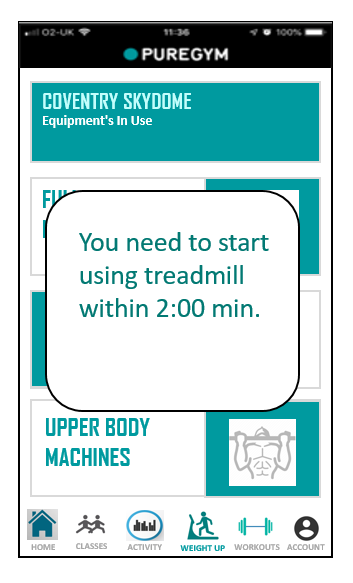 O2-UK 11:36 100%
PUREGYM
COVENTRY SKYDOME
Equipment's In Use
You need to start
using treadmill
within 2:00 min.
UPPER BODY
MACHINES
HOME CLASSES ACTIVITY WEIGHT UP WORKOUTS ACCOUNT